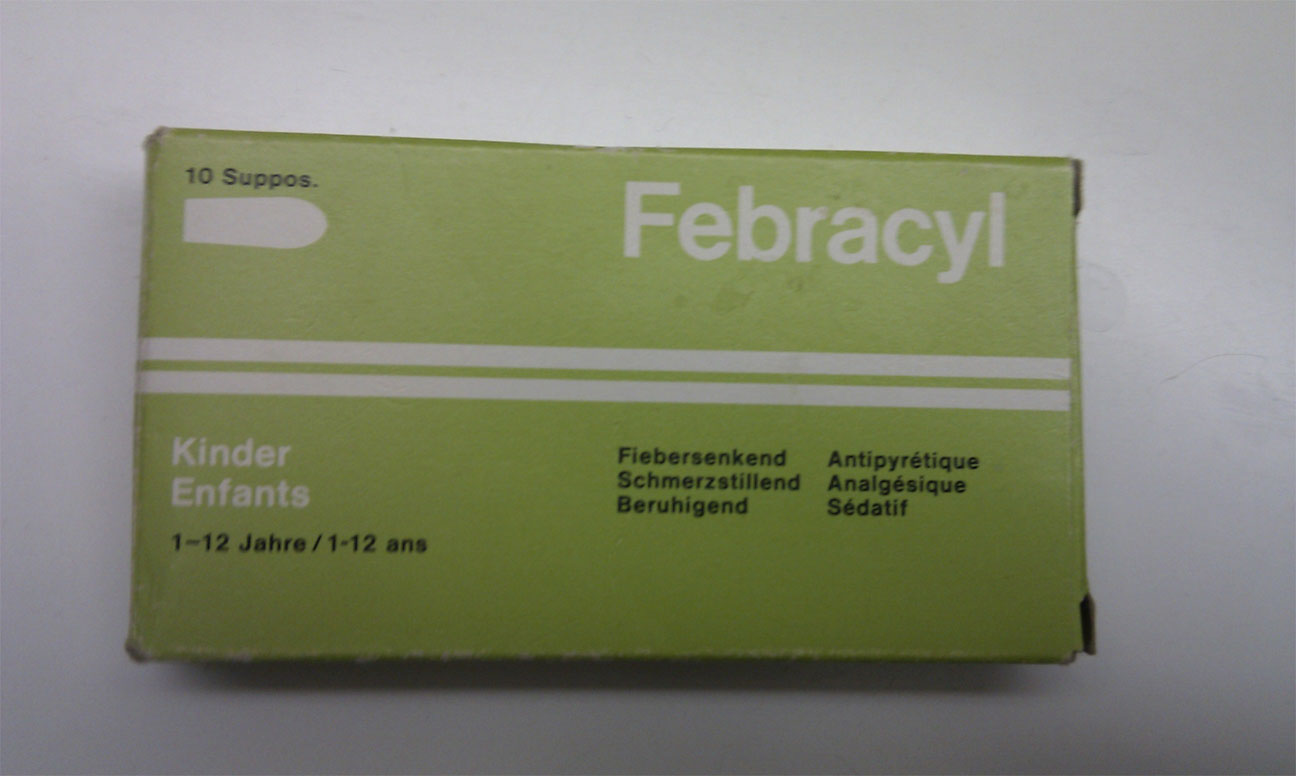 10 Suppos.
Febracyl
Kinder
Enfants
1–12 Jahre / 1-12 ans
Fiebersenkend
Schmerzstillend
Beruhigend
Antipyrétique
Analgésique
Sédatif